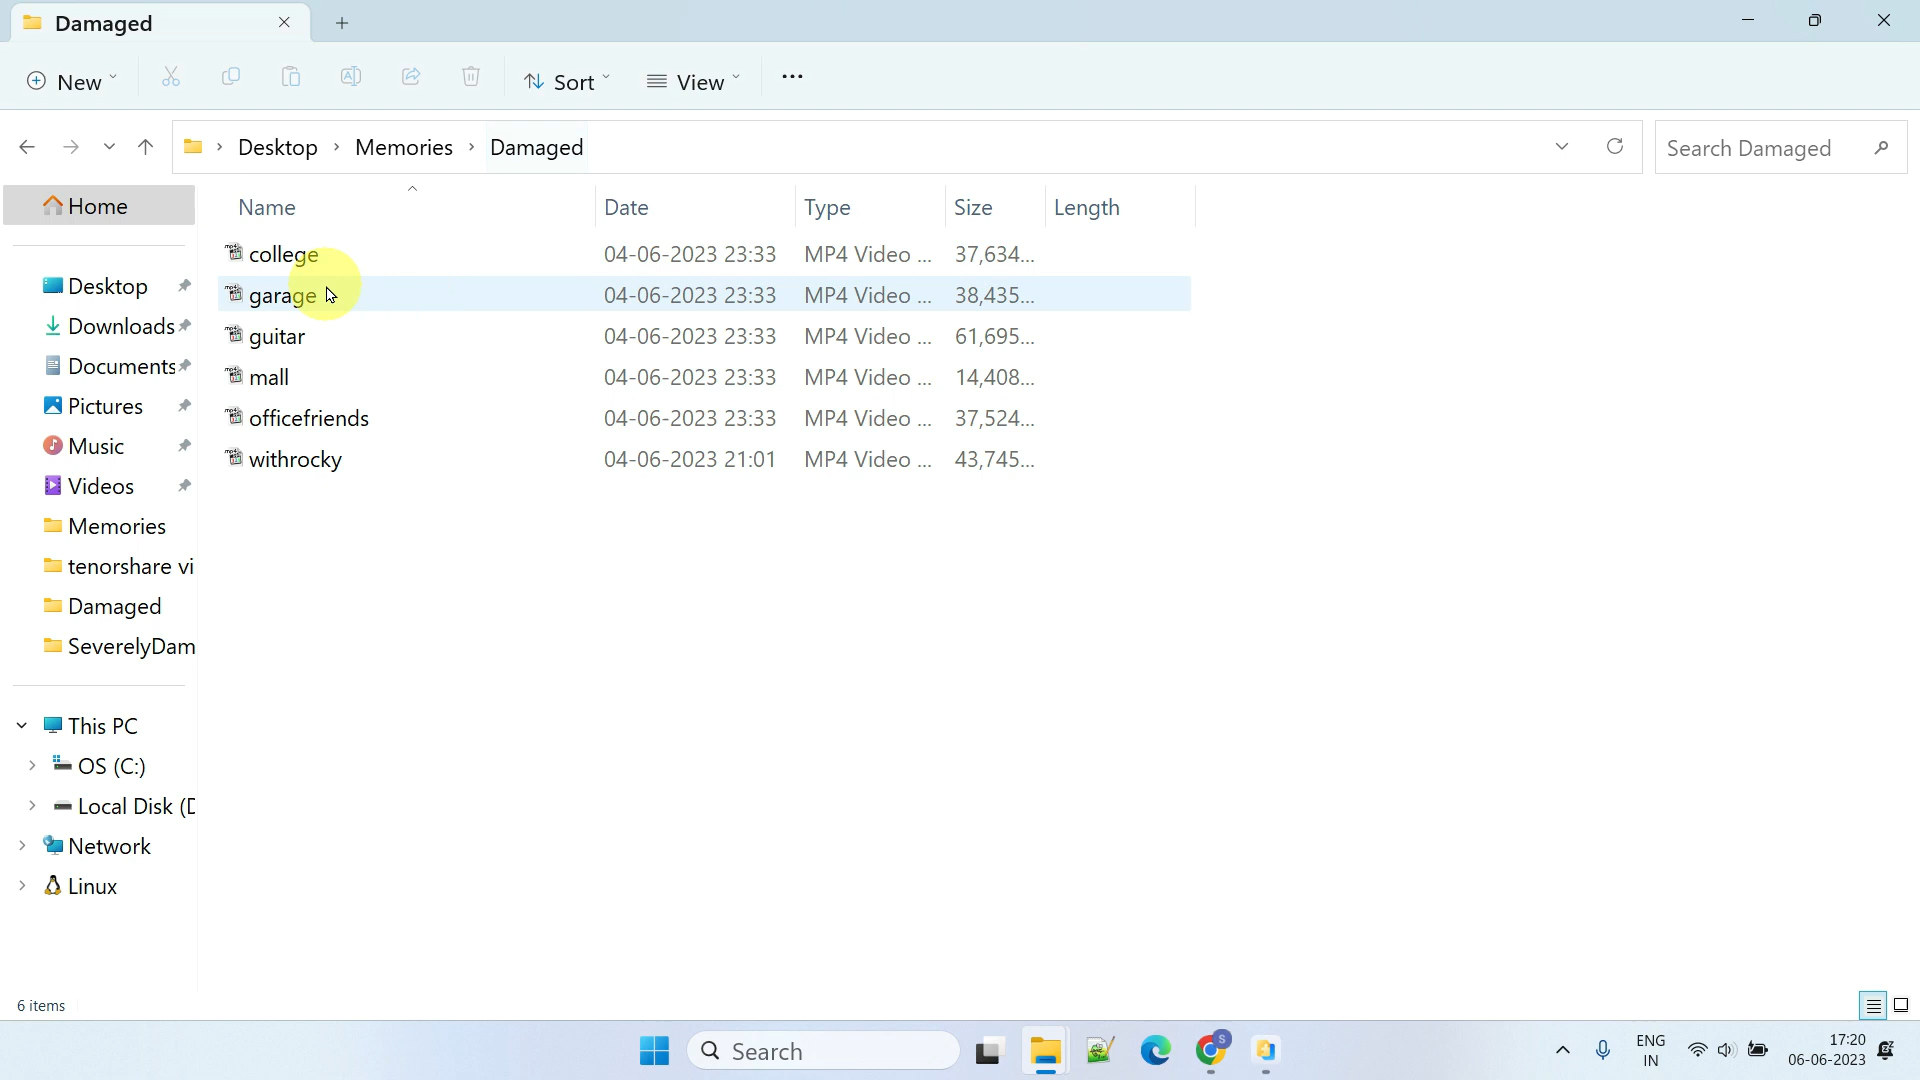 Damaged
New
Sort
View
Desktop
Memories
Damaged
Search Damaged
Home
Name
Date
Type
Size
Length
college 04-06-2023 23:33 MP4 Video ... 37,634...
garage 04-06-2023 23:33 MP4 Video ... 38,435...
guitar 04-06-2023 23:33 MP4 Video ... 61,695...
mall 04-06-2023 23:33 MP4 Video ... 14,408...
officefriends 04-06-2023 23:33 MP4 Video ... 37,524...
withrocky 04-06-2023 21:01 MP4 Video ... 43,745...
Desktop
Downloads
Documents
Pictures
Music
Videos
Memories
tenorshare vi
Damaged
SeverelyDam
This PC
OS (C:)
Local Disk (D
Network
Linux
6 items
Search
ENG
IN
17:20
06-06-2023